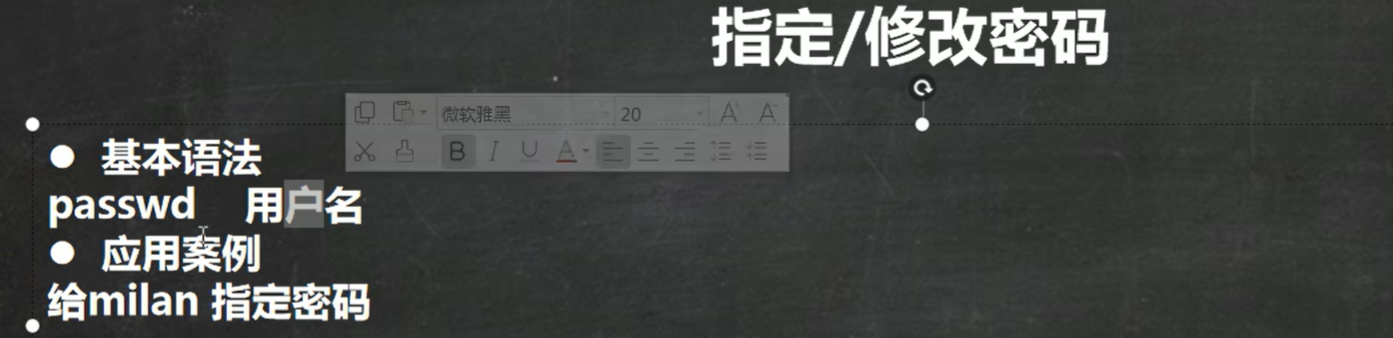 指定/修改密码
微软雅黑 20 A A
B I U A
● 基本语法
passwd 用户名
● 应用案例
给milan 指定密码